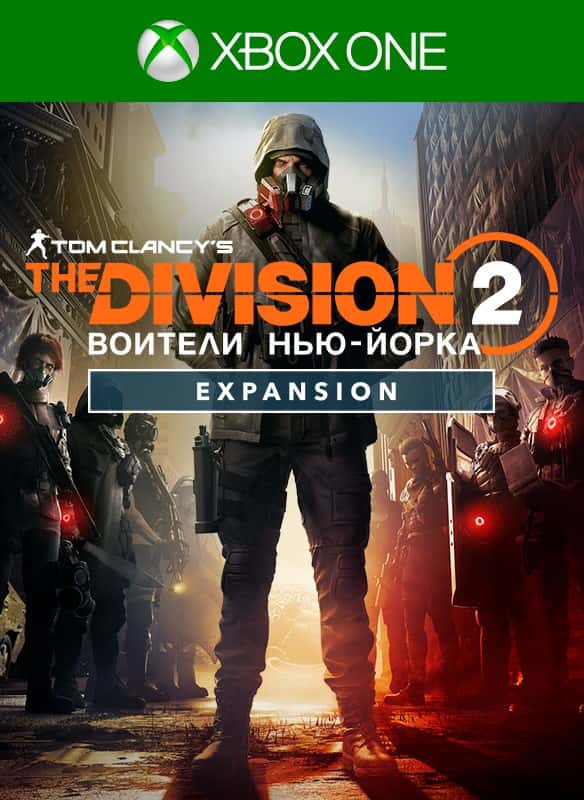 XBOX ONE
TOM CLANCY'S
THE DIVISION 2
ВОИТЕЛИ НЬЮ-ЙОРКА
EXPANSION